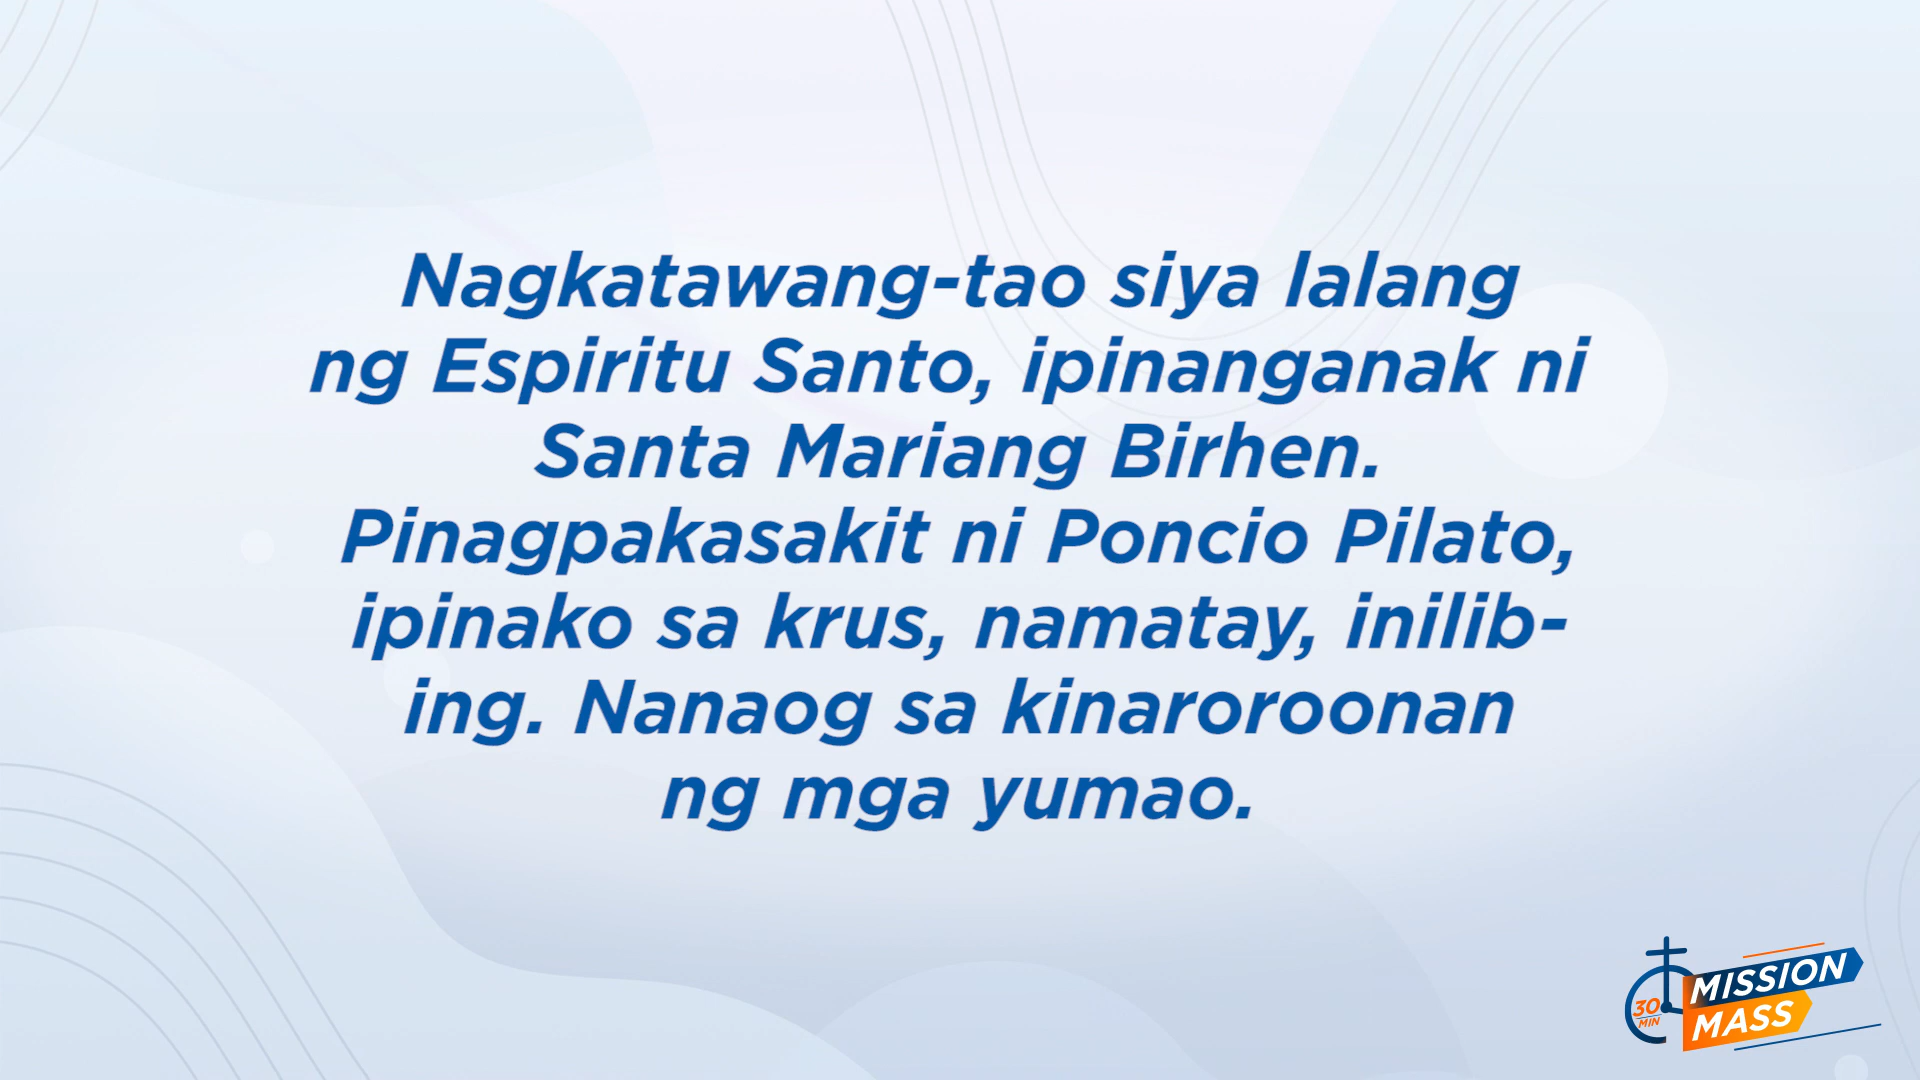 Nagkatawang-tao siya lalang
ng Espiritu Santo, ipinanganak ni
Santa Mariang Birhen.
Pinagpakasakit ni Poncio Pilato,
ipinako sa krus, namatay, inilib-
ing. Nanaog sa kinaroroonan
ng mga yumao.
30
MIN
MISSION
MASS